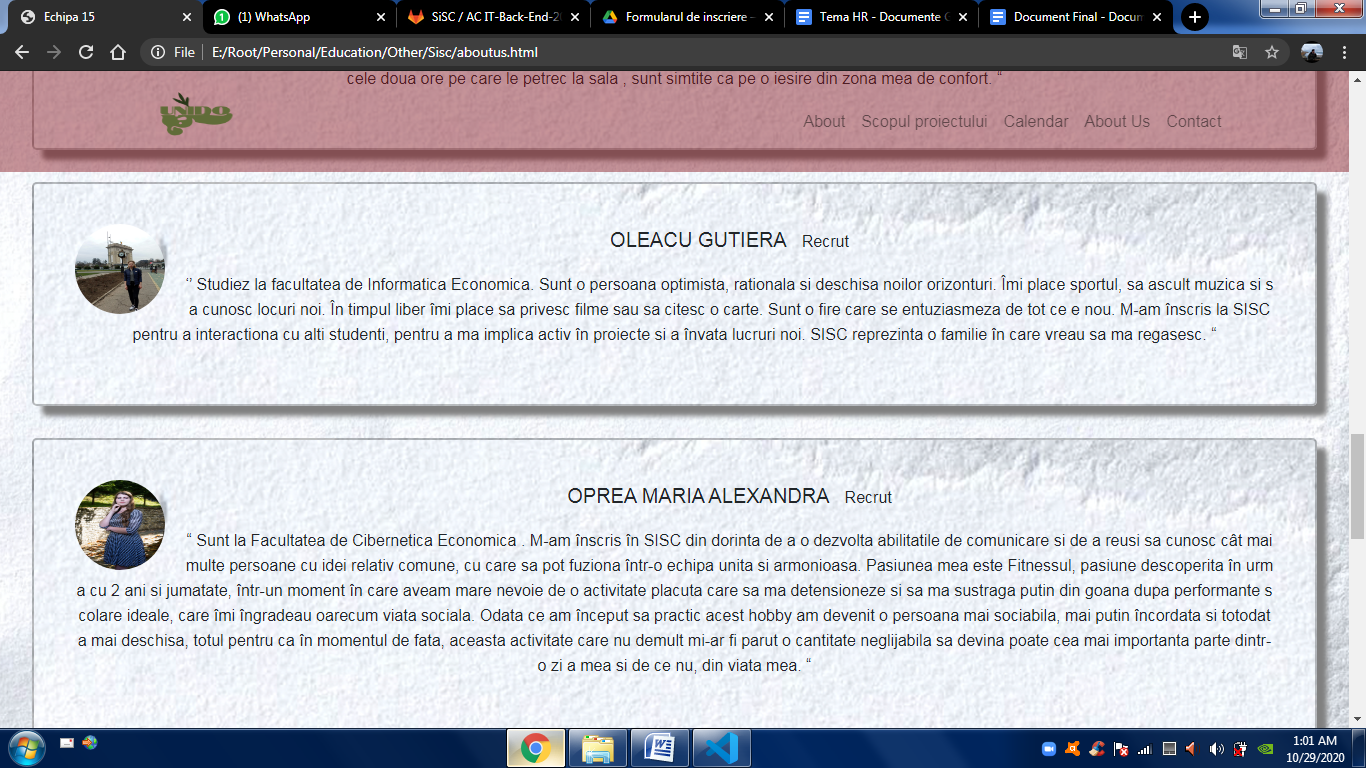 Echipa 15
(1) WhatsApp
SiSC / AC IT-Back-End-2
Formularul de inscriere –
Tema HR - Documente G
Document Final - Docum
File
E:/Root/Personal/Education/Other/Sisc/aboutus.html
cele doua ore pe care le petrec la sala , sunt simtite ca pe o iesire din zona mea de confort. “
UNIDO
About Scopul proiectului Calendar About Us Contact
OLEACU GUTIERA Recrut
‘’ Studiez la facultatea de Informatica Economica. Sunt o persoana optimista, rationala si deschisa noilor orizonturi. Îmi place sportul, sa ascult muzica si s
a cunosc locuri noi. În timpul liber îmi place sa privesc filme sau sa citesc o carte. Sunt o fire care se entuziasmeza de tot ce e nou. M-am înscris la SISC
pentru a interactiona cu alti studenti, pentru a ma implica activ în proiecte si a învata lucruri noi. SISC reprezinta o familie în care vreau sa ma regasesc. “
OPREA MARIA ALEXANDRA Recrut
“ Sunt la Facultatea de Cibernetica Economica . M-am înscris în SISC din dorinta de a o dezvolta abilitatile de comunicare si de a reusi sa cunosc cât mai
multe persoane cu idei relativ comune, cu care sa pot fuziona într-o echipa unita si armonioasa. Pasiunea mea este Fitnessul, pasiune descoperita în urm
a cu 2 ani si jumatate, într-un moment în care aveam mare nevoie de o activitate placuta care sa ma detensioneze si sa ma sustraga putin din goana dupa performante s
colare ideale, care îmi îngradeau oarecum viata sociala. Odata ce am început sa practic acest hobby am devenit o persoana mai sociabila, mai putin încordata si totodat
a mai deschisa, totul pentru ca în momentul de fata, aceasta activitate care nu demult mi-ar fi parut o cantitate neglijabila sa devina poate cea mai importanta parte dintr-
o zi a mea si de ce nu, din viata mea. “
1:01 AM
10/29/2020